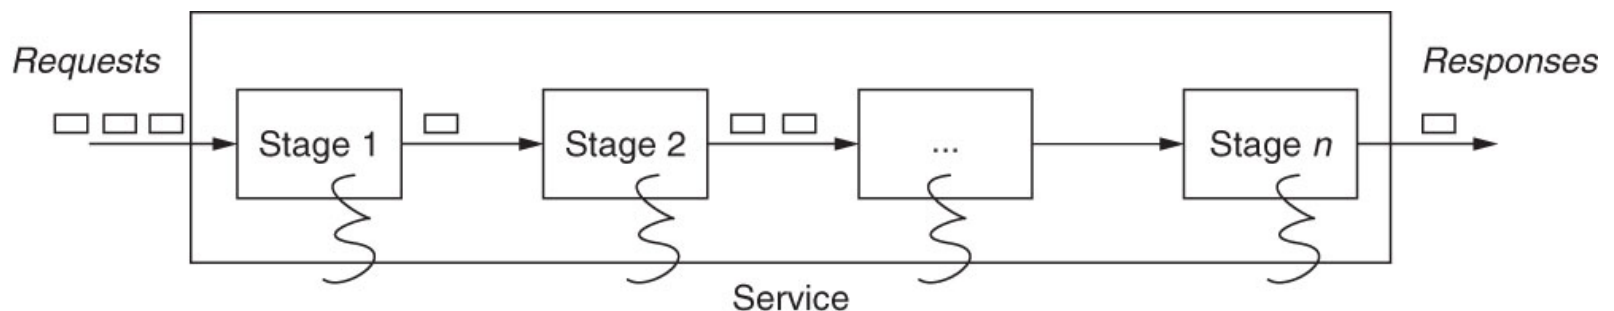 Requests
Responses
Stage 1
Stage 2
...
Stage n
Service